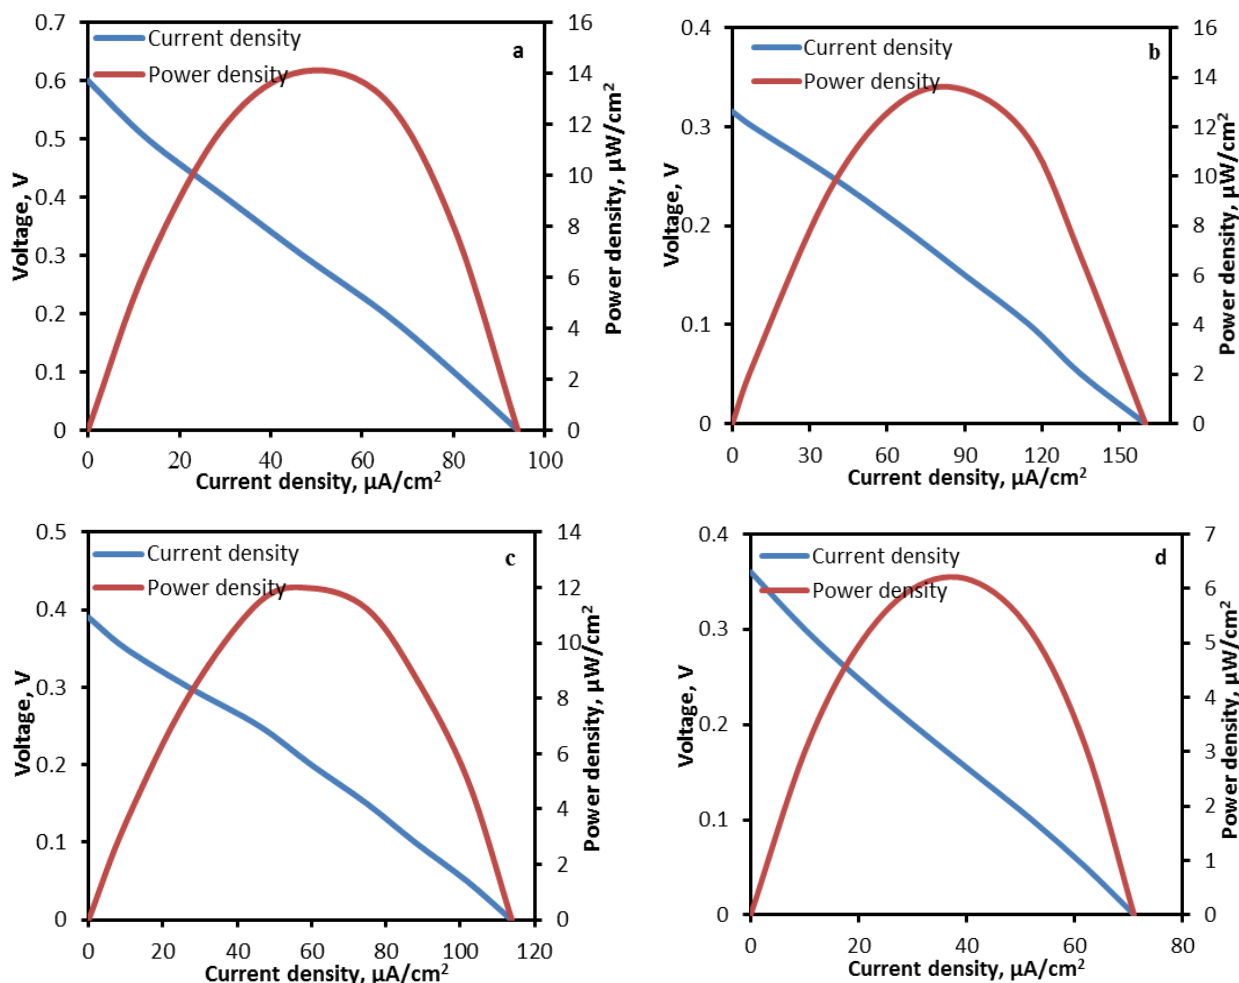 0.7
0.6
0.5
0.4
0.3
0.2
0.1
0
Voltage, V
Current density
Power density
a
16
14
12
10
8
6
4
2
0
Power density, µW/cm²
0 20 40 60 80 100
Current density, µA/cm²
0.4
0.3
0.2
0.1
0
Voltage, V
Current density
Power density
b
16
14
12
10
8
6
4
2
0
Power density, µW/cm²
0 30 60 90 120 150
Current density, µA/cm²
0.5
0.4
0.3
0.2
0.1
0
Voltage, V
Current density
Power density
c
14
12
10
8
6
4
2
0
Power density, µW/cm²
0 20 40 60 80 100 120
Current density, µA/cm²
0.4
0.3
0.2
0.1
0
Voltage, V
Current density
Power density
d
7
6
5
4
3
2
1
0
Power density, µW/cm²
0 20 40 60 80
Current density, µA/cm²